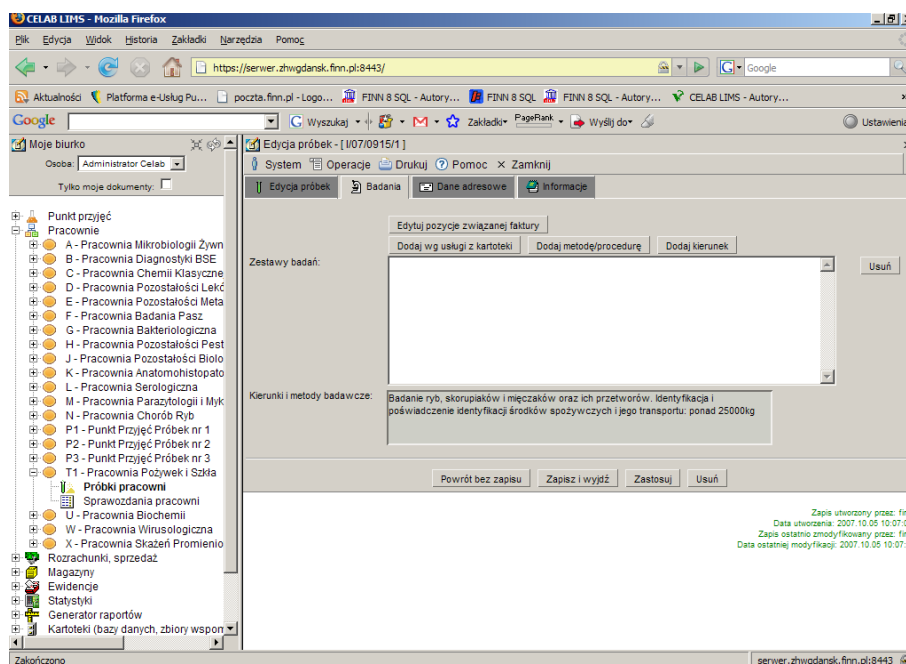 CELAB LIMS - Mozilla Firefox
Plik Edycja Widok Historia Zakładki Narzędzia Pomoc
https://serwer.zhwgdansk.finn.pl:8443/
Google
Aktualności Platforma e-Usług Pu... poczta.finn.pl - Logo... FINN 8 SQL - Autory... FINN 8 SQL - Autory... FINN 8 SQL - Autory... CELAB LIMS - Autory...
Google Wyszukaj Zakładki PageRank Wyślij do Ustawienia
Moje biurko
Osoba: Administrator Celab
Tylko moje dokumenty:
Punkt przyjęć
Pracownie
A - Pracownia Mikrobiologii Żywn
B - Pracownia Diagnostyki BSE
C - Pracownia Chemii Klasyczne
D - Pracownia Pozostałości Lekó
E - Pracownia Pozostałości Meta
F - Pracownia Badania Pasz
G - Pracownia Bakteriologiczna
H - Pracownia Pozostałości Pest
J - Pracownia Pozostałości Biolo
K - Pracownia Anatomohistopato
L - Pracownia Serologiczna
M - Pracownia Parazytologii i Myk
N - Pracownia Chorób Ryb
P1 - Punkt Przyjęć Próbek nr 1
P2 - Punkt Przyjęć Próbek nr 2
P3 - Punkt Przyjęć Próbek nr 3
T1 - Pracownia Pożywek i Szkła
Próbki pracowni
Sprawozdania pracowni
U - Pracownia Biochemii
W - Pracownia Wirusologiczna
X - Pracownia Skażeń Promienio
Rozrachunki, sprzedaż
Magazyny
Ewidencje
Statystyki
Generator raportów
Kartoteki (bazy danych, zbiory wspom
Edycja próbek - [ I/07/0915/1 ]
System Operacje Drukuj Pomoc Zamknij
Edycja próbek Badania Dane adresowe Informacje
Edytuj pozycje związanej faktury
Dodaj wg usługi z kartoteki Dodaj metodę/procedurę Dodaj kierunek
Zestawy badań:
Usuń
Kierunki i metody badawcze:
Badanie ryb, skorupiaków i mięczaków oraz ich przetworów. Identyfikacja i
poświadczenie identyfikacji środków spożywczych i jego transportu: ponad 25000kg
Powrót bez zapisu Zapisz i wyjdź Zastosuj Usuń
Zapis utworzony przez: fir
Data utworzenia: 2007.10.05 10:07:0
Zapis ostatnio zmodyfikowany przez: fir
Data ostatniej modyfikacji: 2007.10.05 10:07:
Zakończono
serwer.zhwgdansk.finn.pl:8443